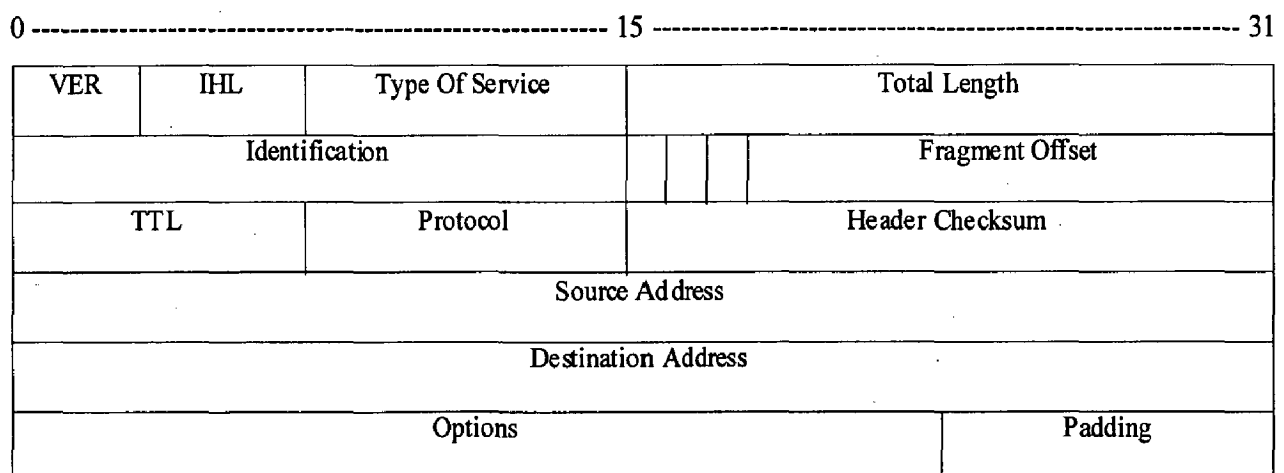 0 ---------------------------------------------- 15 ---------------------------------------------- 31
VER IHL Type Of Service Total Length
Identification Fragment Offset
TTL Protocol Header Checksum
Source Address
Destination Address
Options Padding